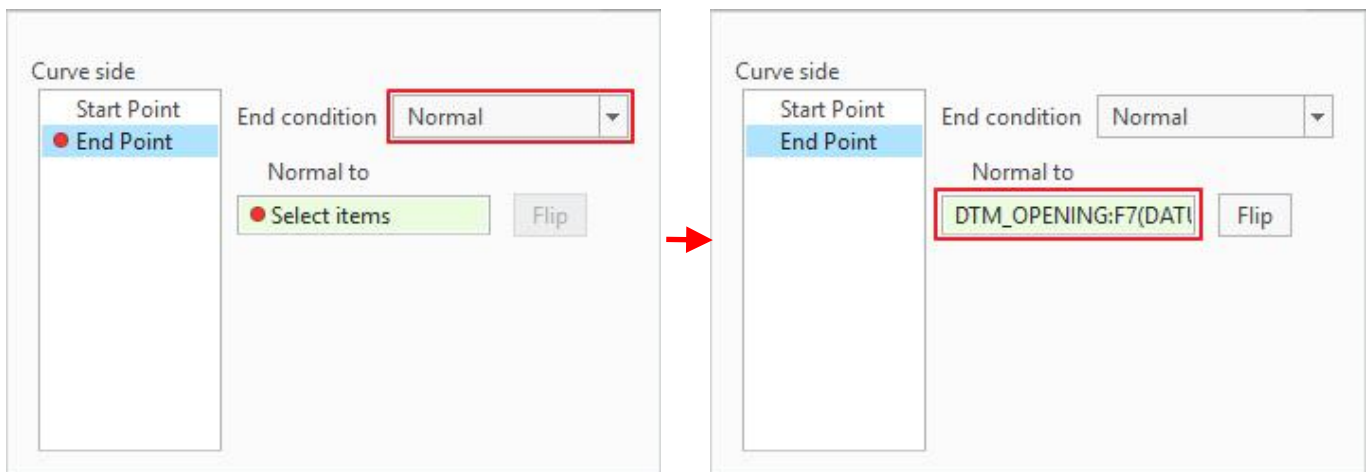 Curve side
Start Point
End Point
End condition
Normal
Normal to
Select items
Flip
Curve side
Start Point
End Point
End condition
Normal
Normal to
DTM_OPENING:F7(DATU
Flip